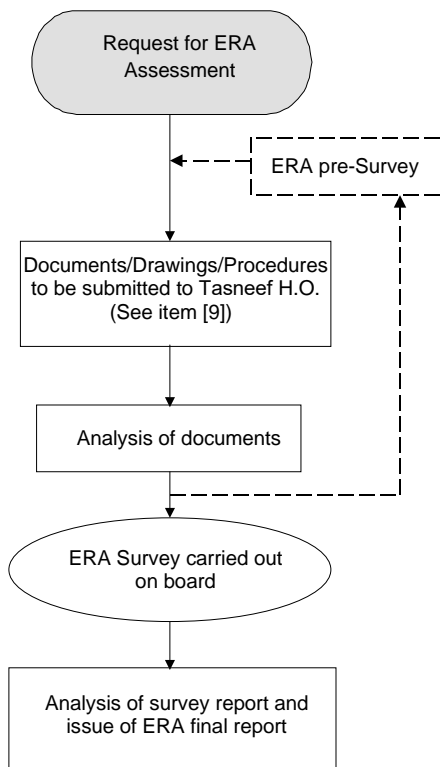 Request for ERA
Assessment
ERA pre-Survey
Documents/Drawings/Procedures
to be submitted to Tasneef H.O.
(See item [9])
Analysis of documents
ERA Survey carried out
on board
Analysis of survey report and
issue of ERA final report